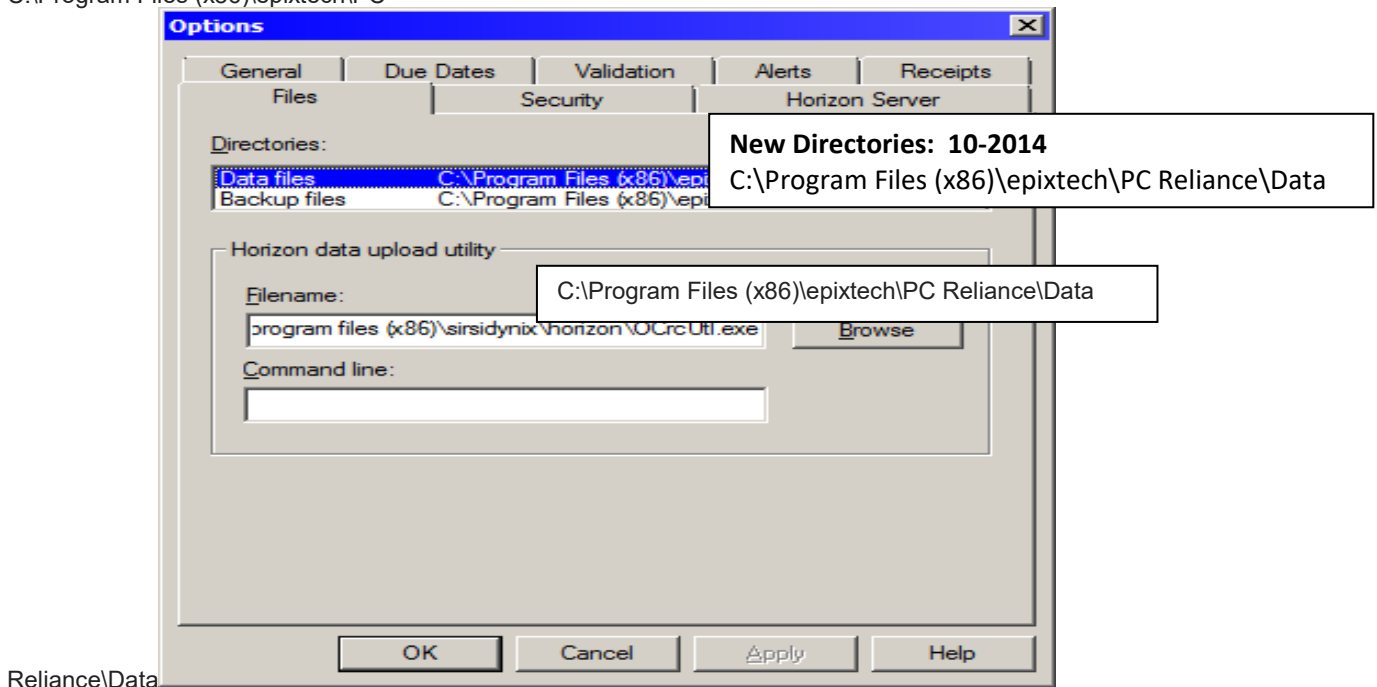 C:\Program Files (x86)\epixtech\PC
Options
General Due Dates Validation Alerts Receipts
Files Security Horizon Server
Directories:
New Directories: 10-2014
Data files C:\Program Files (x86)\epi
C:\Program Files (x86)\epixtech\PC Reliance\Data
Backup files C:\Program Files (x86)\epi
Horizon data upload utility
C:\Program Files (x86)\epixtech\PC Reliance\Data
Filename:
program files (x86)\sirsidynix\horizon\OCrcUtl.exe Browse
Command line:
OK Cancel Apply Help
Reliance\Data